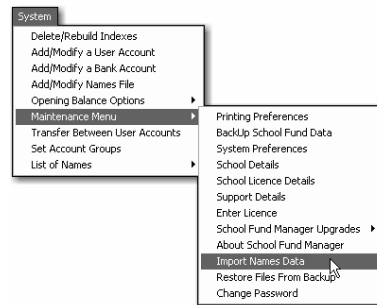 System
Delete/Rebuild Indexes
Add/Modify a User Account
Add/Modify a Bank Account
Add/Modify Names File
Opening Balance Options
Maintenance Menu
Transfer Between User Accounts
Set Account Groups
List of Names
Printing Preferences
BackUp School Fund Data
System Preferences
School Details
School Licence Details
Support Details
Enter Licence
School Fund Manager Upgrades
About School Fund Manager
Import Names Data
Restore Files From Backup
Change Password